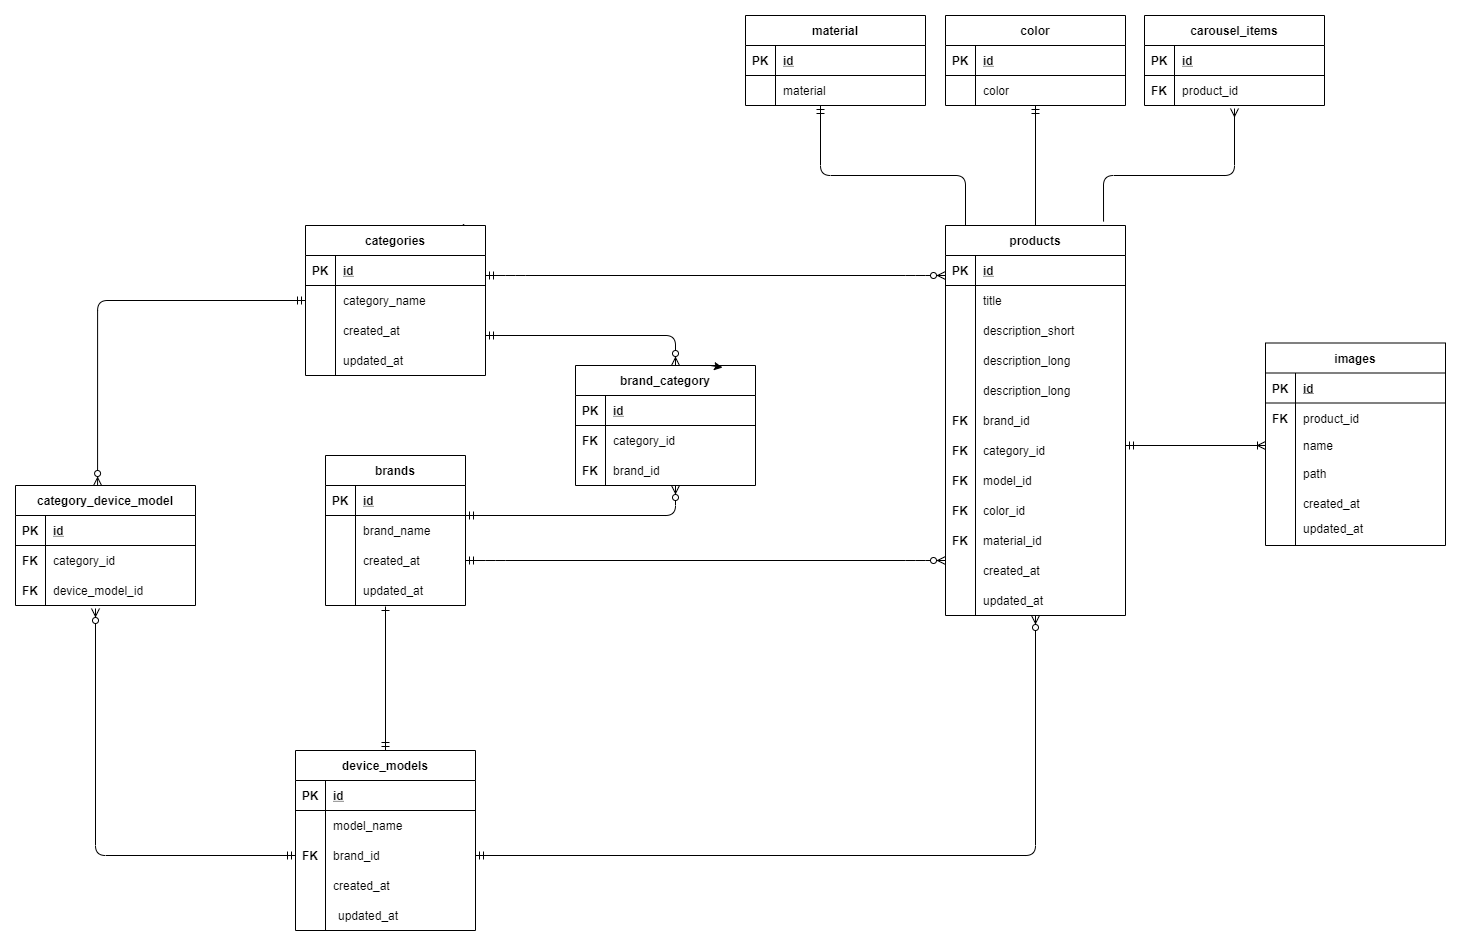 material
PK id
material
color
PK id
color
carousel_items
PK id
FK product_id
categories
PK id
category_name
created_at
updated_at
products
PK id
title
description_short
description_long
description_long
FK brand_id
FK category_id
FK model_id
FK color_id
FK material_id
created_at
updated_at
images
PK id
FK product_id
name
path
created_at
updated_at
brand_category
PK id
FK category_id
FK brand_id
brands
PK id
brand_name
created_at
updated_at
category_device_model
PK id
FK category_id
FK device_model_id
device_models
PK id
model_name
FK brand_id
created_at
updated_at